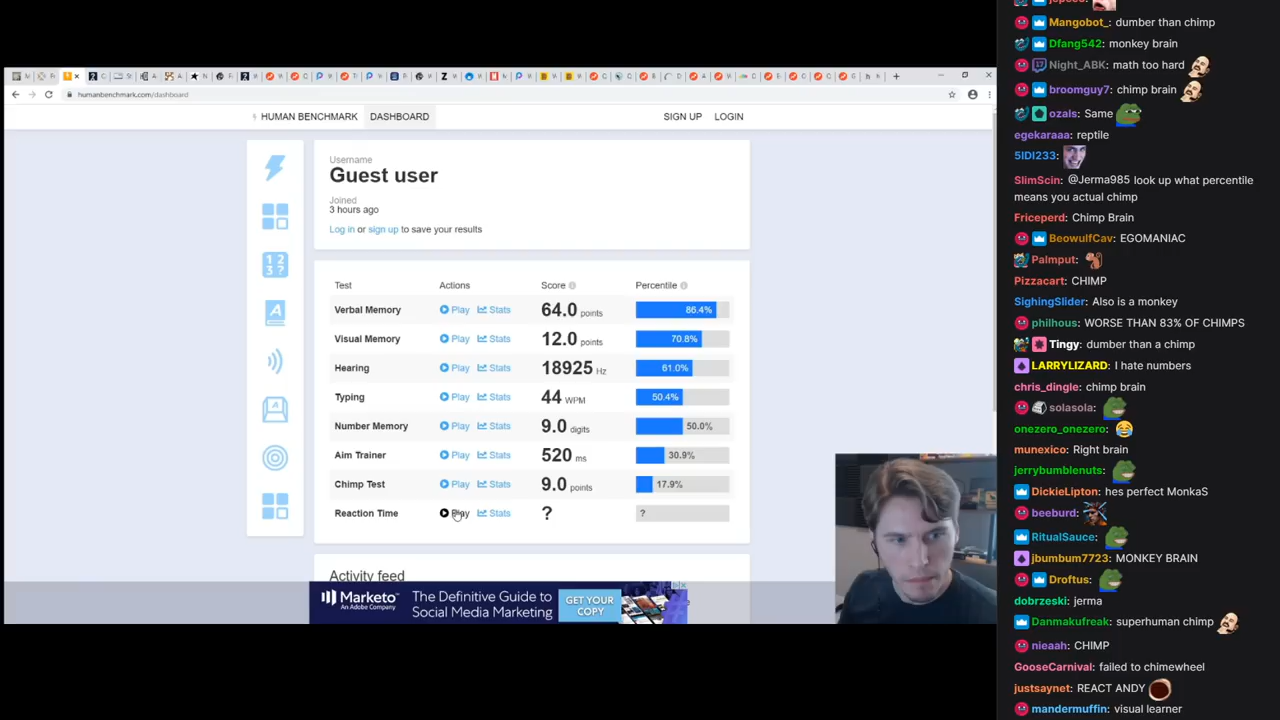 humanbenchmark.com/dashboard
HUMAN BENCHMARK
DASHBOARD
SIGN UP
LOGIN
Username
Guest user
Joined
3 hours ago
Log in or sign up to save your results
Test Actions Score Percentile
Verbal Memory Play Stats 64.0 points 86.4%
Visual Memory Play Stats 12.0 points 70.8%
Hearing Play Stats 18925 Hz 61.0%
Typing Play Stats 44 WPM 50.4%
Number Memory Play Stats 9.0 digits 50.0%
Aim Trainer Play Stats 520 ms 30.9%
Chimp Test Play Stats 9.0 points 17.9%
Reaction Time Play Stats ? ?
Activity feed
Marketo
An Adobe Company
The Definitive Guide to
Social Media Marketing
GET YOUR
COPY
Mangobot_: dumber than chimp
Dfang542: monkey brain
Night_ABK: math too hard
broomguy7: chimp brain
ozals: Same
egekaraaa: reptile
5IDI233:
SlimScin: @Jerma985 look up what percentile
means you actual chimp
Friceperd: Chimp Brain
BeowulfCav: EGOMANIAC
Palmput:
Pizzacart: CHIMP
SighingSlider: Also is a monkey
philhous: WORSE THAN 83% OF CHIMPS
Tingy: dumber than a chimp
LARRYLIZARD: I hate numbers
chris_dingle: chimp brain
solasola:
onezero_onezero:
munexico: Right brain
jerrybumblenuts:
DickieLipton: hes perfect MonkaS
beeburd:
RitualSauce:
jbumbum7723: MONKEY BRAIN
Droftus:
dobrzeski: jerma
Danmakufreak: superhuman chimp
nieaah: CHIMP
GooseCarnival: failed to chimewheel
justsaynet: REACT ANDY
mandermuffin: visual learner